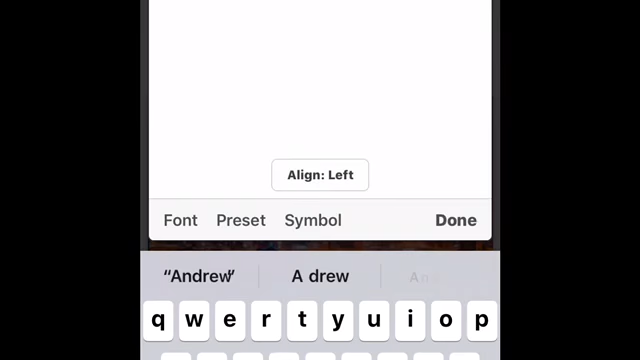 Align: Left
Font Preset Symbol Done
“Andrew” A drew
q w e r t y u i o p